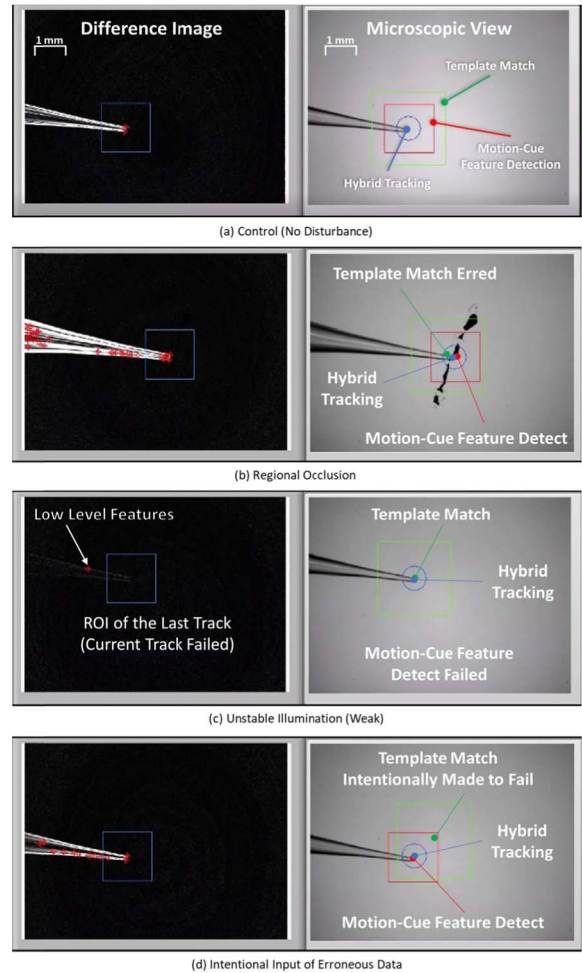 1 mm
Difference Image
1 mm
Microscopic View
Template Match
Motion-Cue
Feature Detection
Hybrid Tracking
(a) Control (No Disturbance)
Template Match Erred
Hybrid
Tracking
Motion-Cue Feature Detect
(b) Regional Occlusion
Low Level Features
ROI of the Last Track
(Current Track Failed)
Template Match
Hybrid
Tracking
Motion-Cue Feature
Detect Failed
(c) Unstable Illumination (Weak)
Template Match
Intentionally Made to Fail
Hybrid
Tracking
Motion-Cue Feature Detect
(d) Intentional Input of Erroneous Data